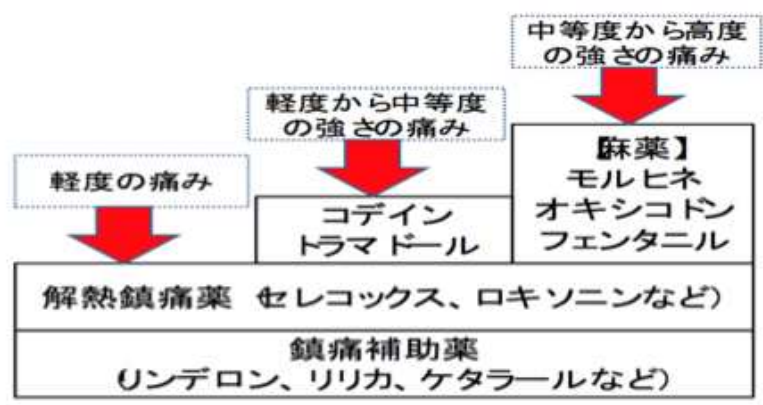 中等度から高度
の強さの痛み
軽度から中等度
の強さの痛み
軽度の痛み
【麻薬】
モルヒネ
オキシコドン
フェンタニル
コデイン
トラマドール
解熱鎮痛薬(セレコックス、ロキソニンなど)
鎮痛補助薬
(リンデロン、リリカ、ケタラールなど)